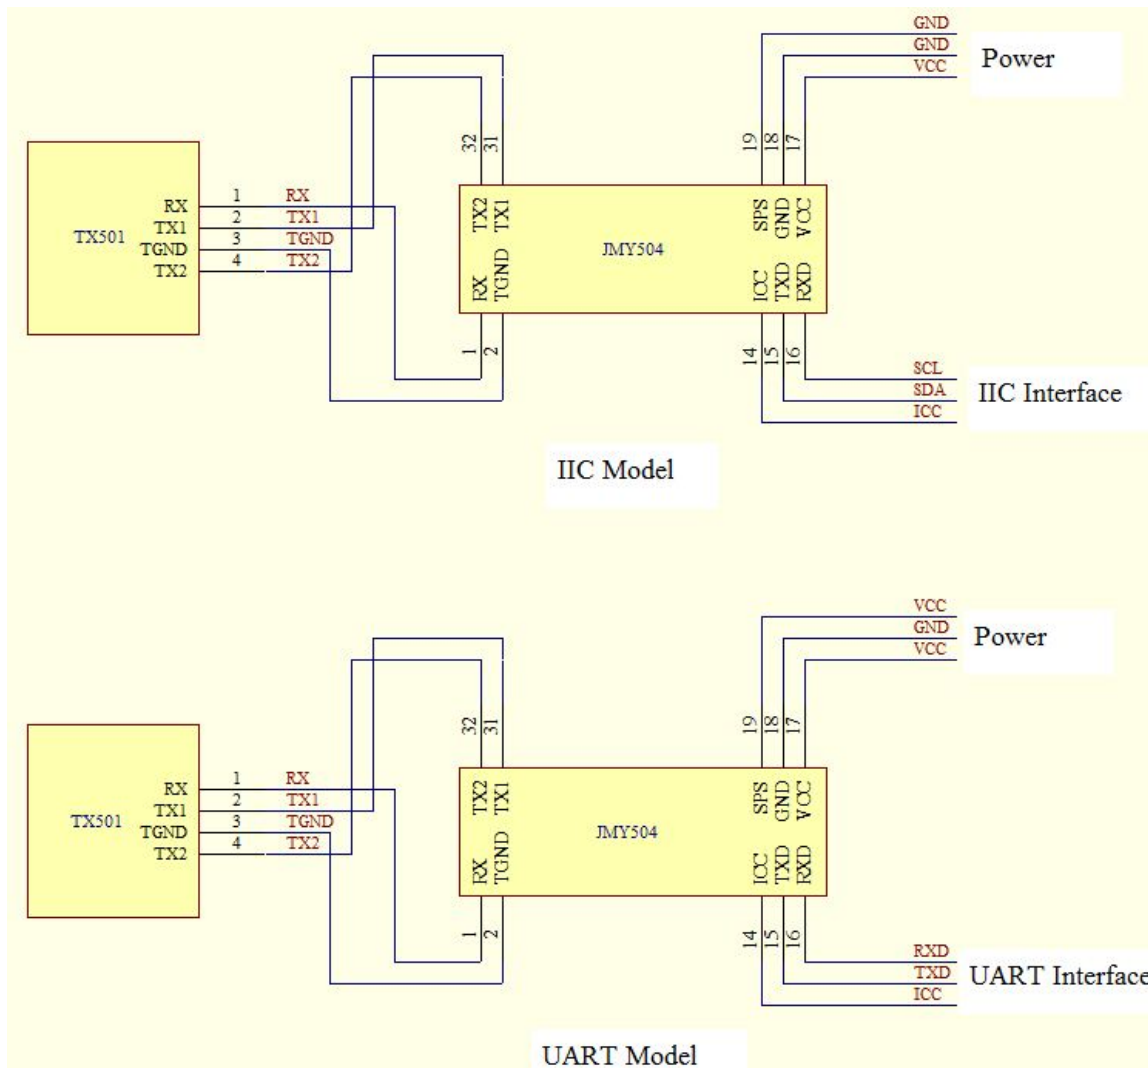 GND
GND
VCC
Power
32
31
19
18
17
TX501
RX
TX1
TGND
TX2
1
2
3
4
RX
TX1
TGND
TX2
TX2
TX1
SPS
GND
VCC
JMY504
RX
TGND
ICC
TXD
RXD
1
2
14
15
16
SCL
SDA
ICC
IIC Interface
IIC Model
VCC
GND
VCC
Power
32
31
19
18
17
TX501
RX
TX1
TGND
TX2
1
2
3
4
RX
TX1
TGND
TX2
TX2
TX1
SPS
GND
VCC
JMY504
RX
TGND
ICC
TXD
RXD
1
2
14
15
16
RXD
TXD
ICC
UART Interface
UART Model